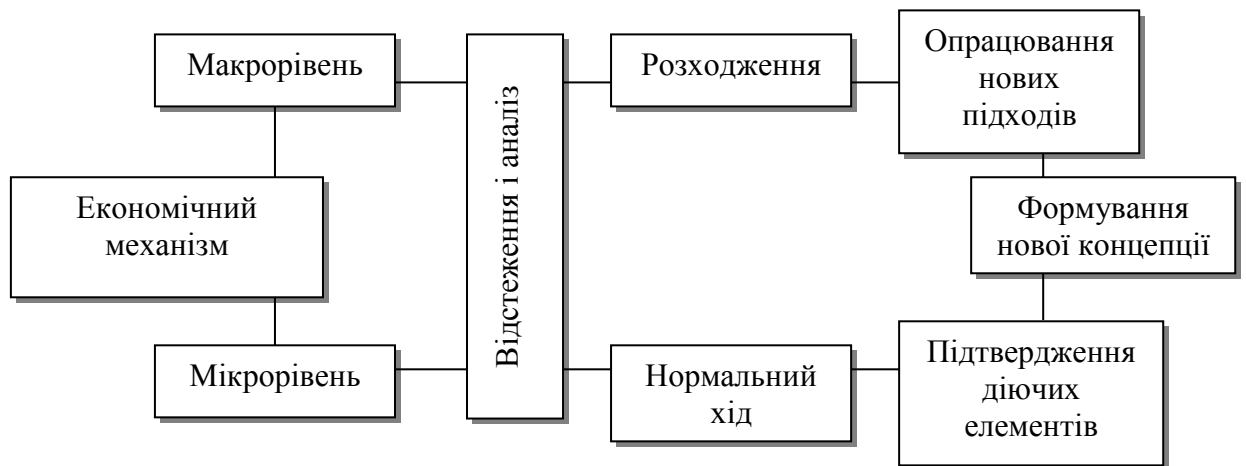 Макрорівень
Розходження
Опрацювання
нових
підходів
Відстеження і аналіз
Економічний
механізм
Формування
нової концепції
Мікрорівень
Нормальний
хід
Підтвердження
діючих
елементів